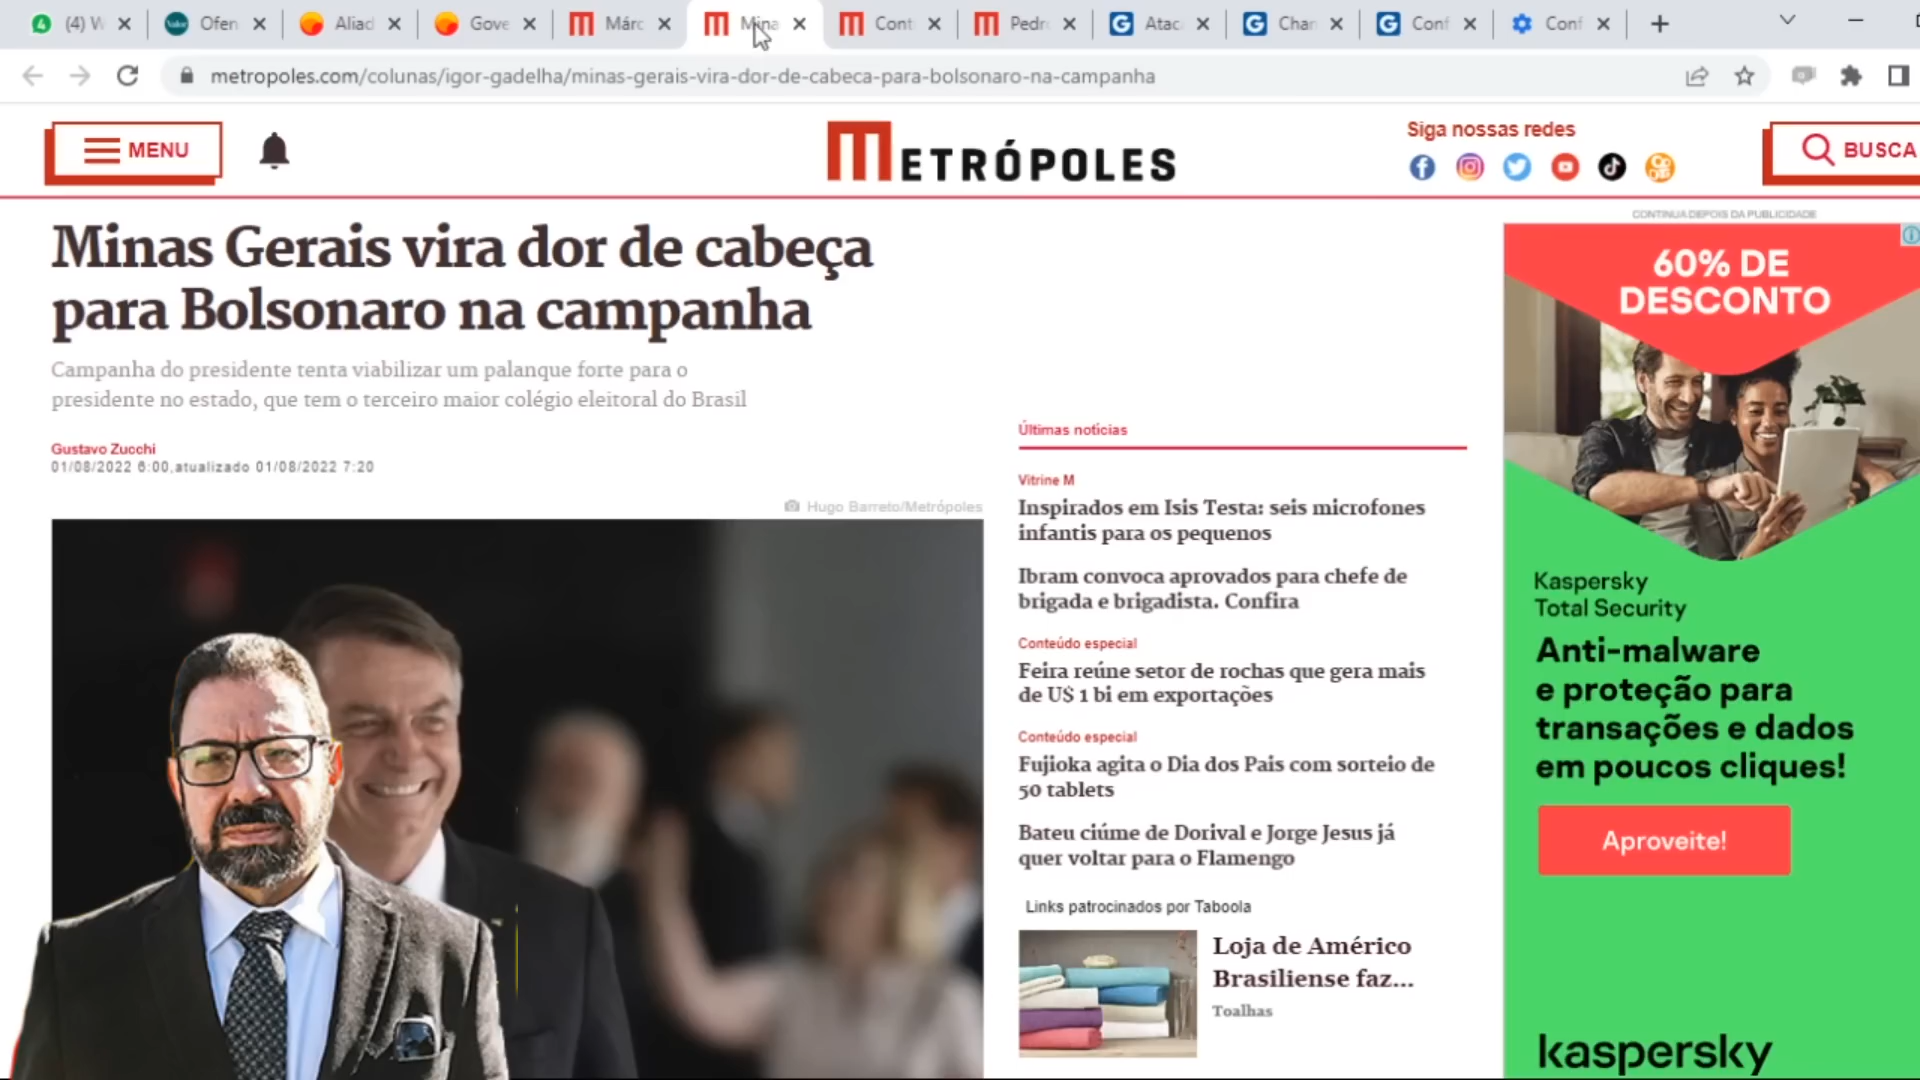 (4) W
Ofen
Aliad
Gove
Márc
Mina
Cont
Pedr
Atac
Chan
Conf
Conf
metropoles.com/colunas/igor-gadelha/minas-gerais-vira-dor-de-cabeca-para-bolsonaro-na-campanha
MENU
METRÓPOLES
Siga nossas redes
BUSCA
Minas Gerais vira dor de cabeça
para Bolsonaro na campanha
Campanha do presidente tenta viabilizar um palanque forte para o
presidente no estado, que tem o terceiro maior colégio eleitoral do Brasil
Gustavo Zucchi
01/08/2022 6:00,atualizado 01/08/2022 7:20
Hugo Barreto/Metrópoles
Últimas notícias
Vitrine M
Inspirados em Isis Testa: seis microfones
infantis para os pequenos
Ibram convoca aprovados para chefe de
brigada e brigadista. Confira
Conteúdo especial
Feira reúne setor de rochas que gera mais
de U$ 1 bi em exportações
Conteúdo especial
Fujioka agita o Dia dos Pais com sorteio de
50 tablets
Bateu ciúme de Dorival e Jorge Jesus já
quer voltar para o Flamengo
Links patrocinados por Taboola
Loja de Américo
Brasiliense faz...
Toalhas
CONTINUA DEPOIS DA PUBLICIDADE
60% DE
DESCONTO
Kaspersky
Total Security
Anti-malware
e proteção para
transações e dados
em poucos cliques!
Aproveite!
kaspersky